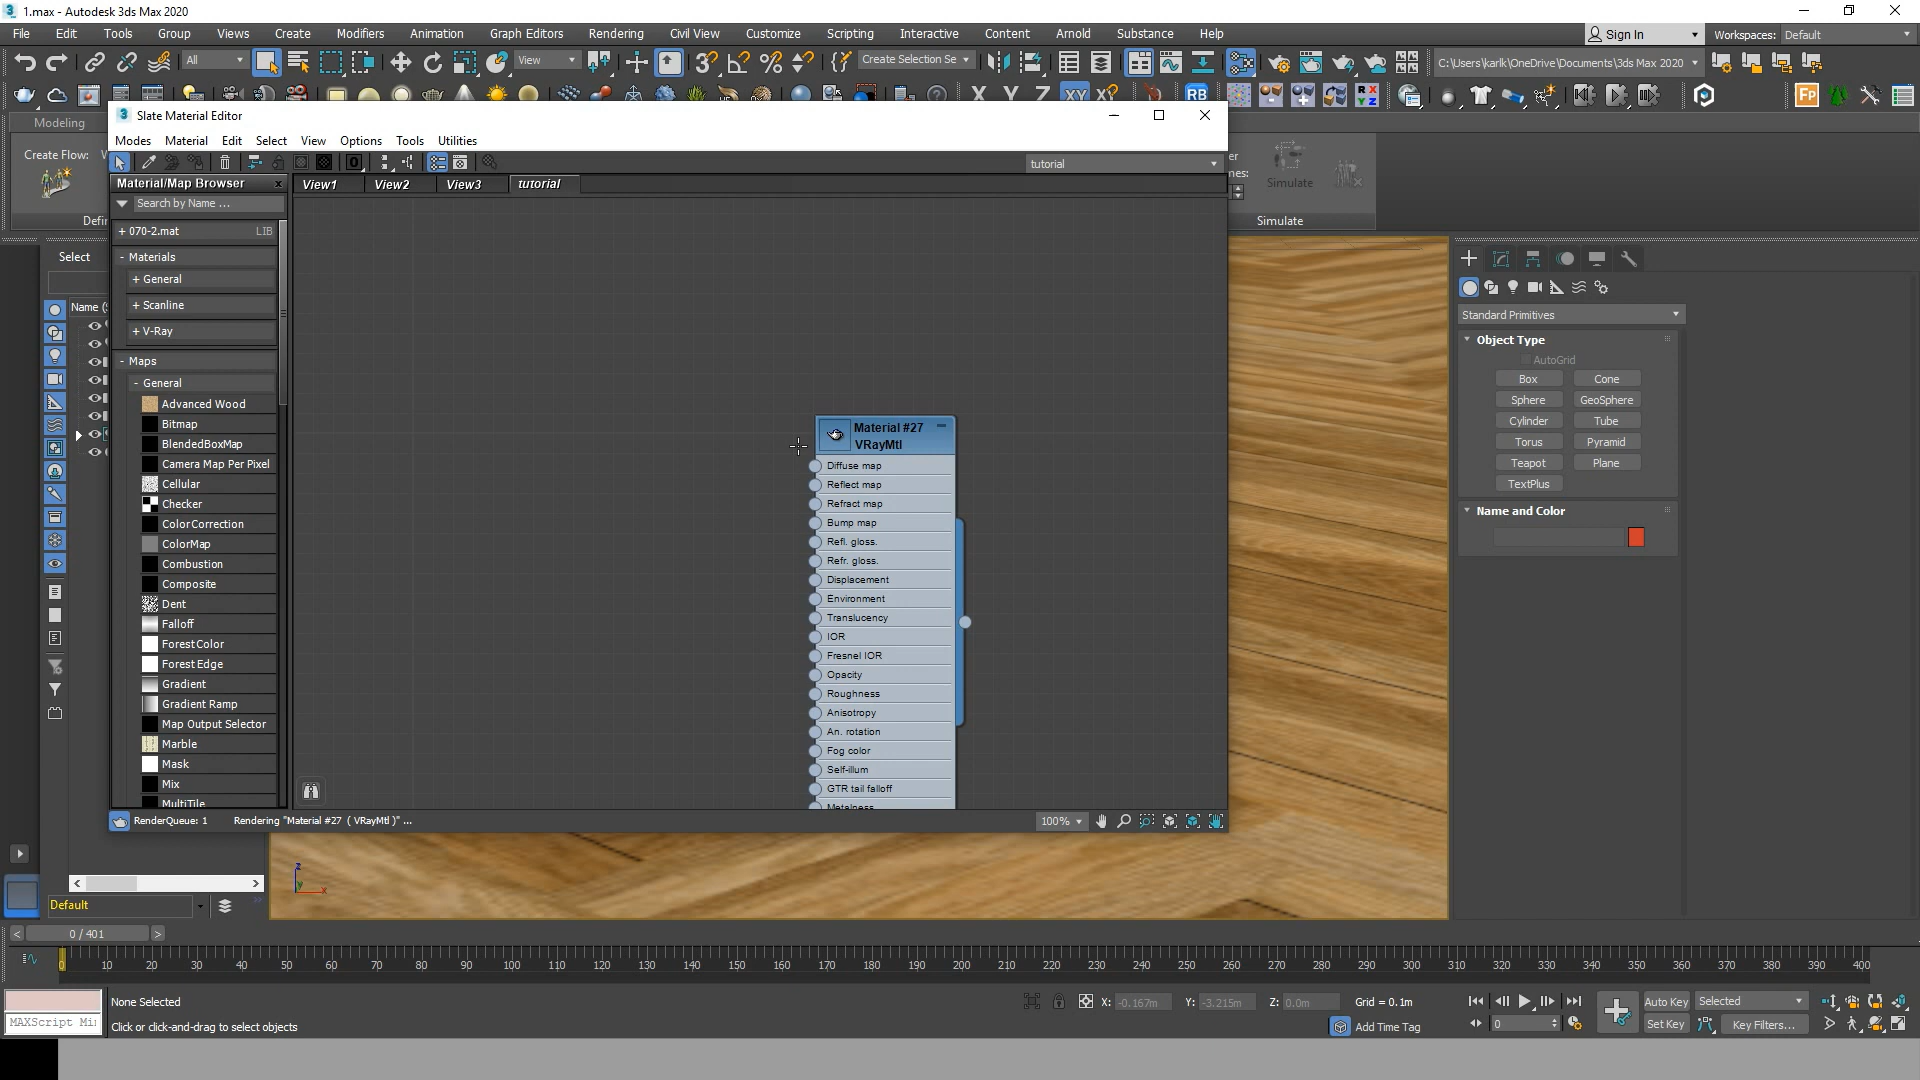 1.max - Autodesk 3ds Max 2020
File Edit Tools Group Views Create Modifiers Animation Graph Editors Rendering Civil View Customize Scripting Interactive Content Arnold Substance Help
Sign In
Workspaces: Default
All
View
Create Selection Se
C:\Users\karlk\OneDrive\Documents\3ds Max 2020
X Y Z XY
RB
Fp
Modeling
Create Flow:
Simulate
Simulate
Slate Material Editor
Modes Material Edit Select View Options Tools Utilities
tutorial
Material/Map Browser
View1 View2 View3 tutorial
Search by Name ...
+ 070-2.mat LIB
- Materials
+ General
+ Scanline
+ V-Ray
- Maps
- General
Advanced Wood
Bitmap
BlendedBoxMap
Camera Map Per Pixel
Cellular
Checker
ColorCorrection
ColorMap
Combustion
Composite
Dent
Falloff
ForestColor
ForestEdge
Gradient
Gradient Ramp
Map Output Selector
Marble
Mask
Mix
MultiTile
Material #27
VRayMtl
Diffuse map
Reflect map
Refract map
Bump map
Refl. gloss.
Refr. gloss.
Displacement
Environment
Translucency
IOR
Fresnel IOR
Opacity
Roughness
Anisotropy
An. rotation
Fog color
Self-illum
GTR tail falloff
Metalness
RenderQueue: 1
Rendering "Material #27 ( VRayMtl )" ...
100%
Select
Name (
Default
Standard Primitives
Object Type
AutoGrid
Box Cone
Sphere GeoSphere
Cylinder Tube
Torus Pyramid
Teapot Plane
TextPlus
Name and Color
z
y x
< 0 / 401 >
0 10 20 30 40 50 60 70 80 90 100 110 120 130 140 150 160 170 180 190 200 210 220 230 240 250 260 270 280 290 300 310 320 330 340 350 360 370 380 390 400
None Selected
X: -0.167m Y: -3.215m Z: 0.0m Grid = 0.1m
Auto Key Selected
MAXScript Mi
Click or click-and-drag to select objects
Add Time Tag
0
Set Key Key Filters...